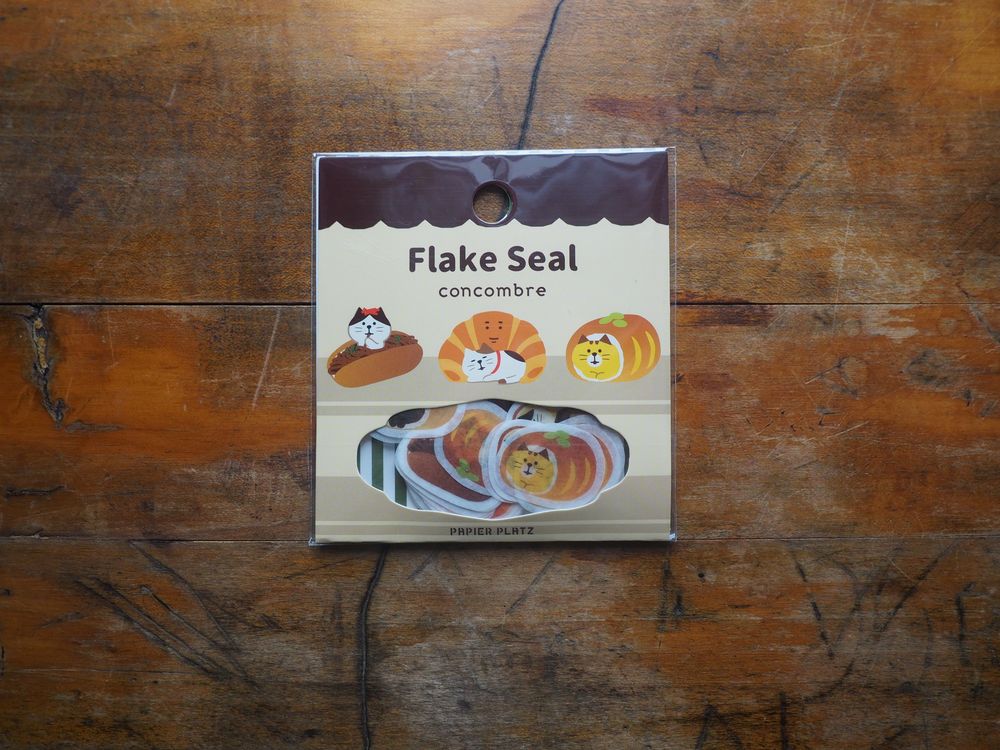 Flake Seal
concombre
PAPIER PLATZ